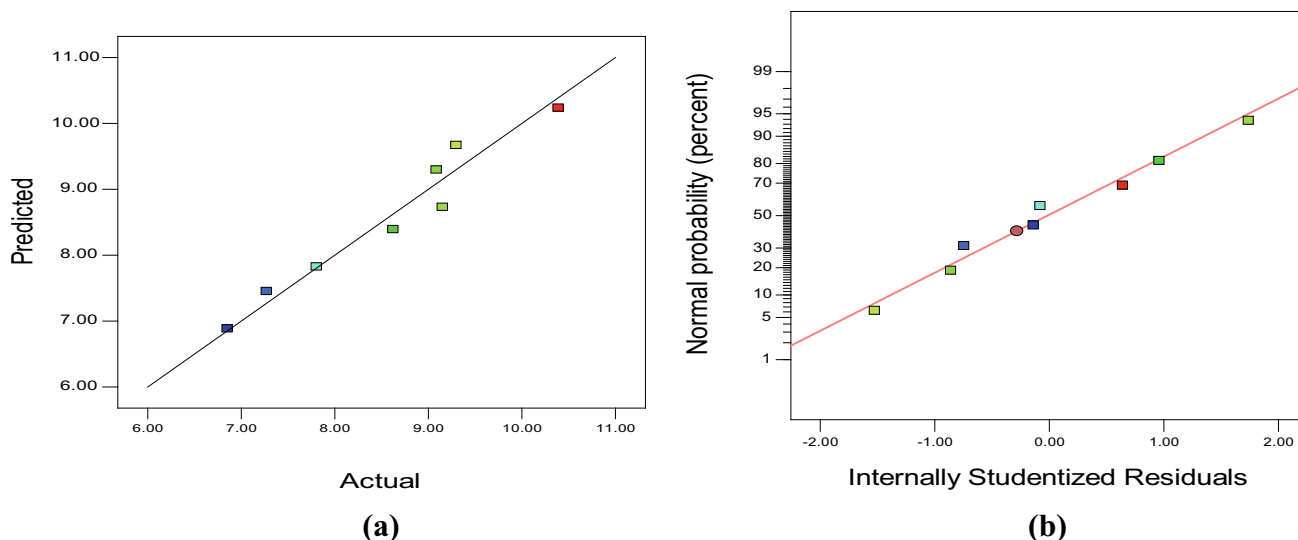 11.00
10.00
9.00
8.00
7.00
6.00
Predicted
6.00 7.00 8.00 9.00 10.00 11.00
Actual
(a)
99
95
90
80
70
50
30
20
10
5
1
Normal probability (percent)
-2.00 -1.00 0.00 1.00 2.00
Internally Studentized Residuals
(b)